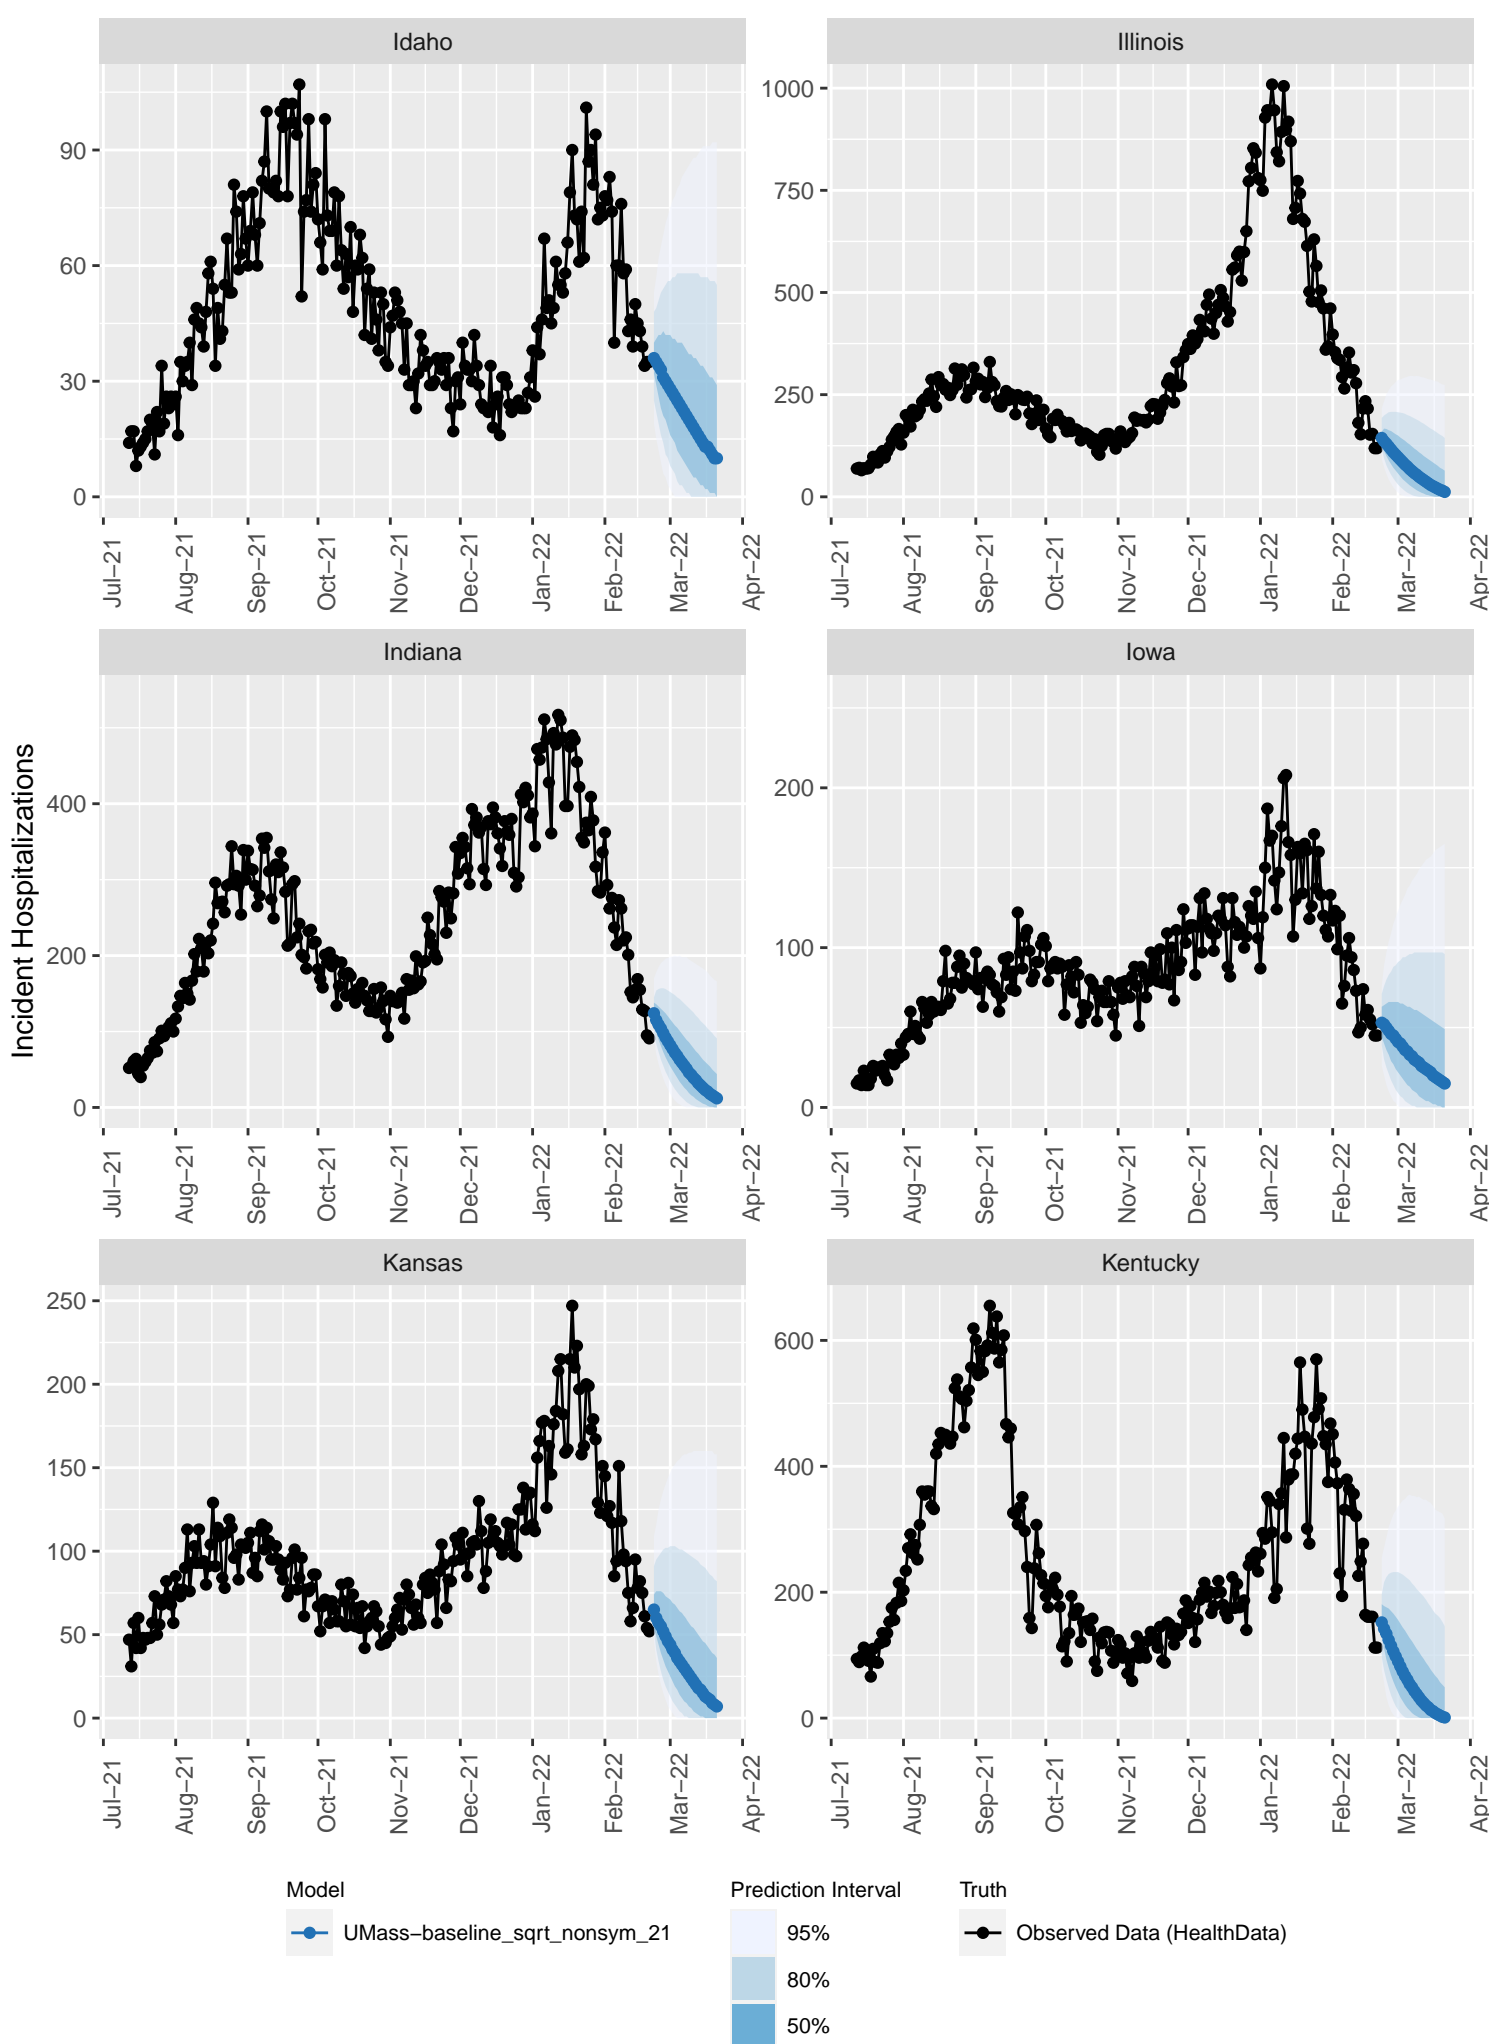 Idaho
Illinois
0
30
60
90
0
250
500
750
1000
Jul−21
Aug−21
Sep−21
Oct−21
Nov−21
Dec−21
Jan−22
Feb−22
Mar−22
Apr−22
Jul−21
Aug−21
Sep−21
Oct−21
Nov−21
Dec−21
Jan−22
Feb−22
Mar−22
Apr−22
Indiana
Iowa
Incident Hospitalizations
0
200
400
0
100
200
Jul−21
Aug−21
Sep−21
Oct−21
Nov−21
Dec−21
Jan−22
Feb−22
Mar−22
Apr−22
Jul−21
Aug−21
Sep−21
Oct−21
Nov−21
Dec−21
Jan−22
Feb−22
Mar−22
Apr−22
Kansas
Kentucky
0
50
100
150
200
250
0
200
400
600
Jul−21
Aug−21
Sep−21
Oct−21
Nov−21
Dec−21
Jan−22
Feb−22
Mar−22
Apr−22
Jul−21
Aug−21
Sep−21
Oct−21
Nov−21
Dec−21
Jan−22
Feb−22
Mar−22
Apr−22
Model
UMass−baseline_sqrt_nonsym_21
Prediction Interval
95%
80%
50%
Truth
Observed Data (HealthData)